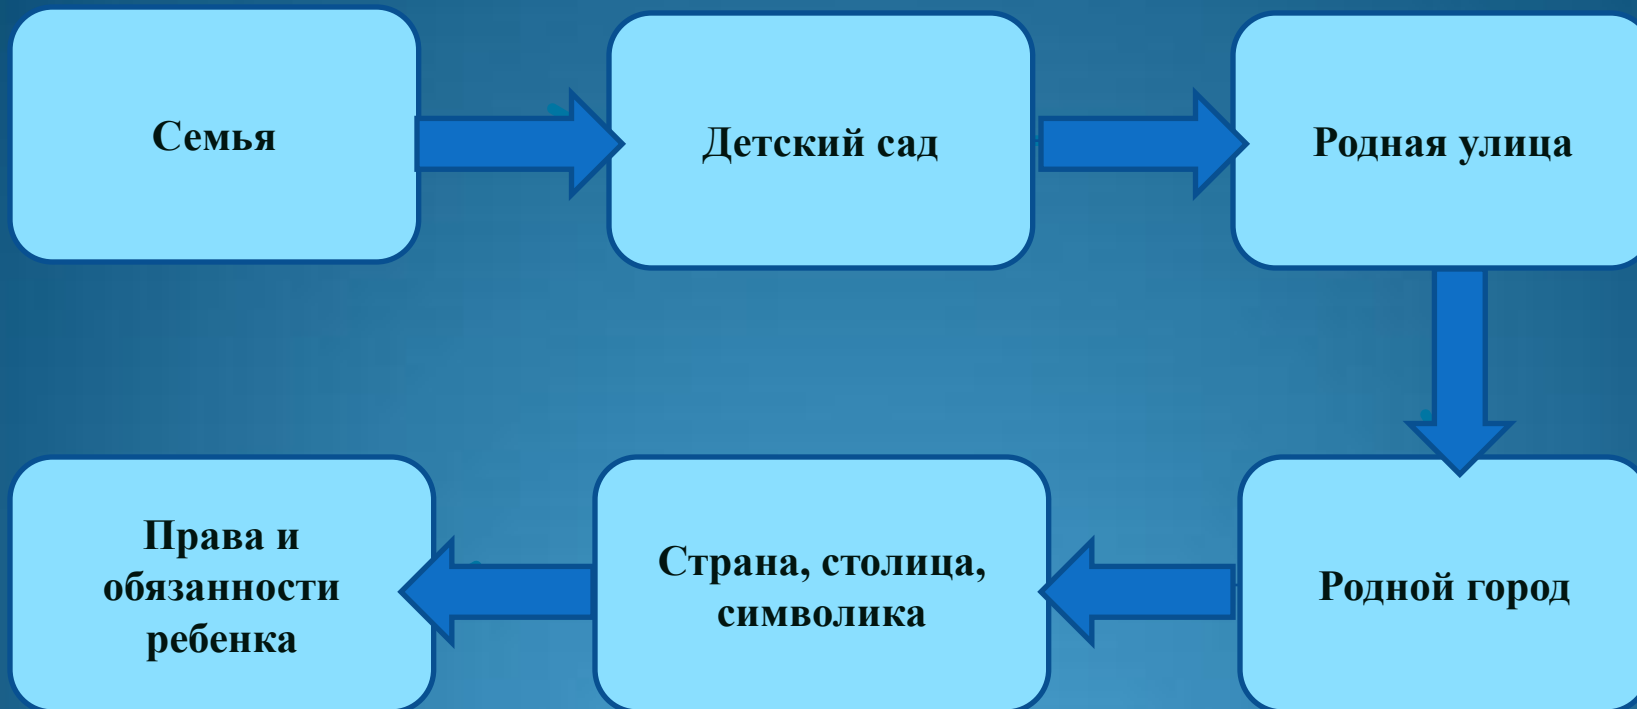 Семья
Детский сад
Родная улица
Родной город
Страна, столица,
символика
Права и
обязанности
ребенка